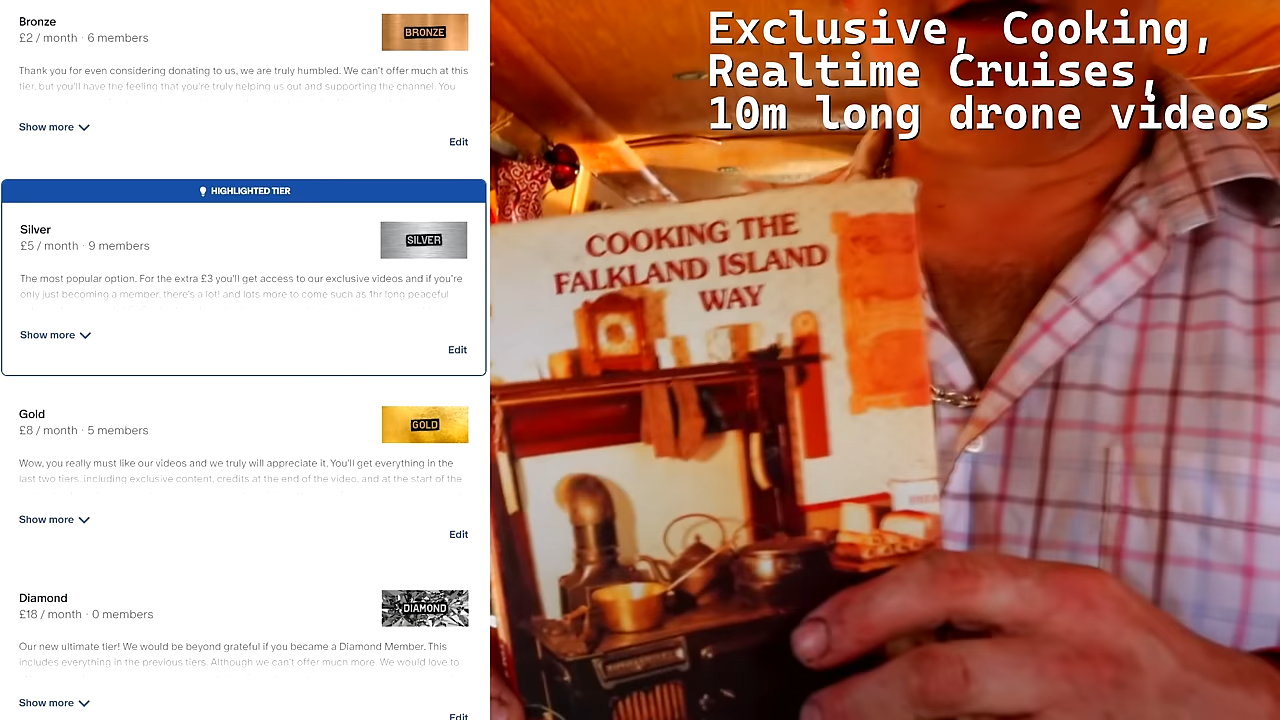 Bronze
£2 / month · 6 members
BRONZE
Thank you for even considering donating to us, we are truly humbled. We can't offer much at this
tier, but you'll have the feeling that you're truly helping us out and supporting the channel. You
Show more
Edit
HIGHLIGHTED TIER
Silver
£5 / month · 9 members
SILVER
The most popular option. For the extra £3 you'll get access to our exclusive videos and if you're
only just becoming a member, there's a lot! and lots more to come such as 1hr long peaceful
Show more
Edit
Gold
£8 / month · 5 members
GOLD
Wow, you really must like our videos and we truly will appreciate it. You'll get everything in the
last two tiers, including exclusive content, credits at the end of the video, and at the start of the
Show more
Edit
Diamond
£18 / month · 0 members
DIAMOND
Our new ultimate tier! We would be beyond grateful if you became a Diamond Member. This
includes everything in the previous tiers. Although we can't offer much more. We would love to
Show more
Edit
Exclusive, Cooking,
Realtime Cruises,
10m long drone videos
COOKING THE
FALKLAND ISLAND
WAY